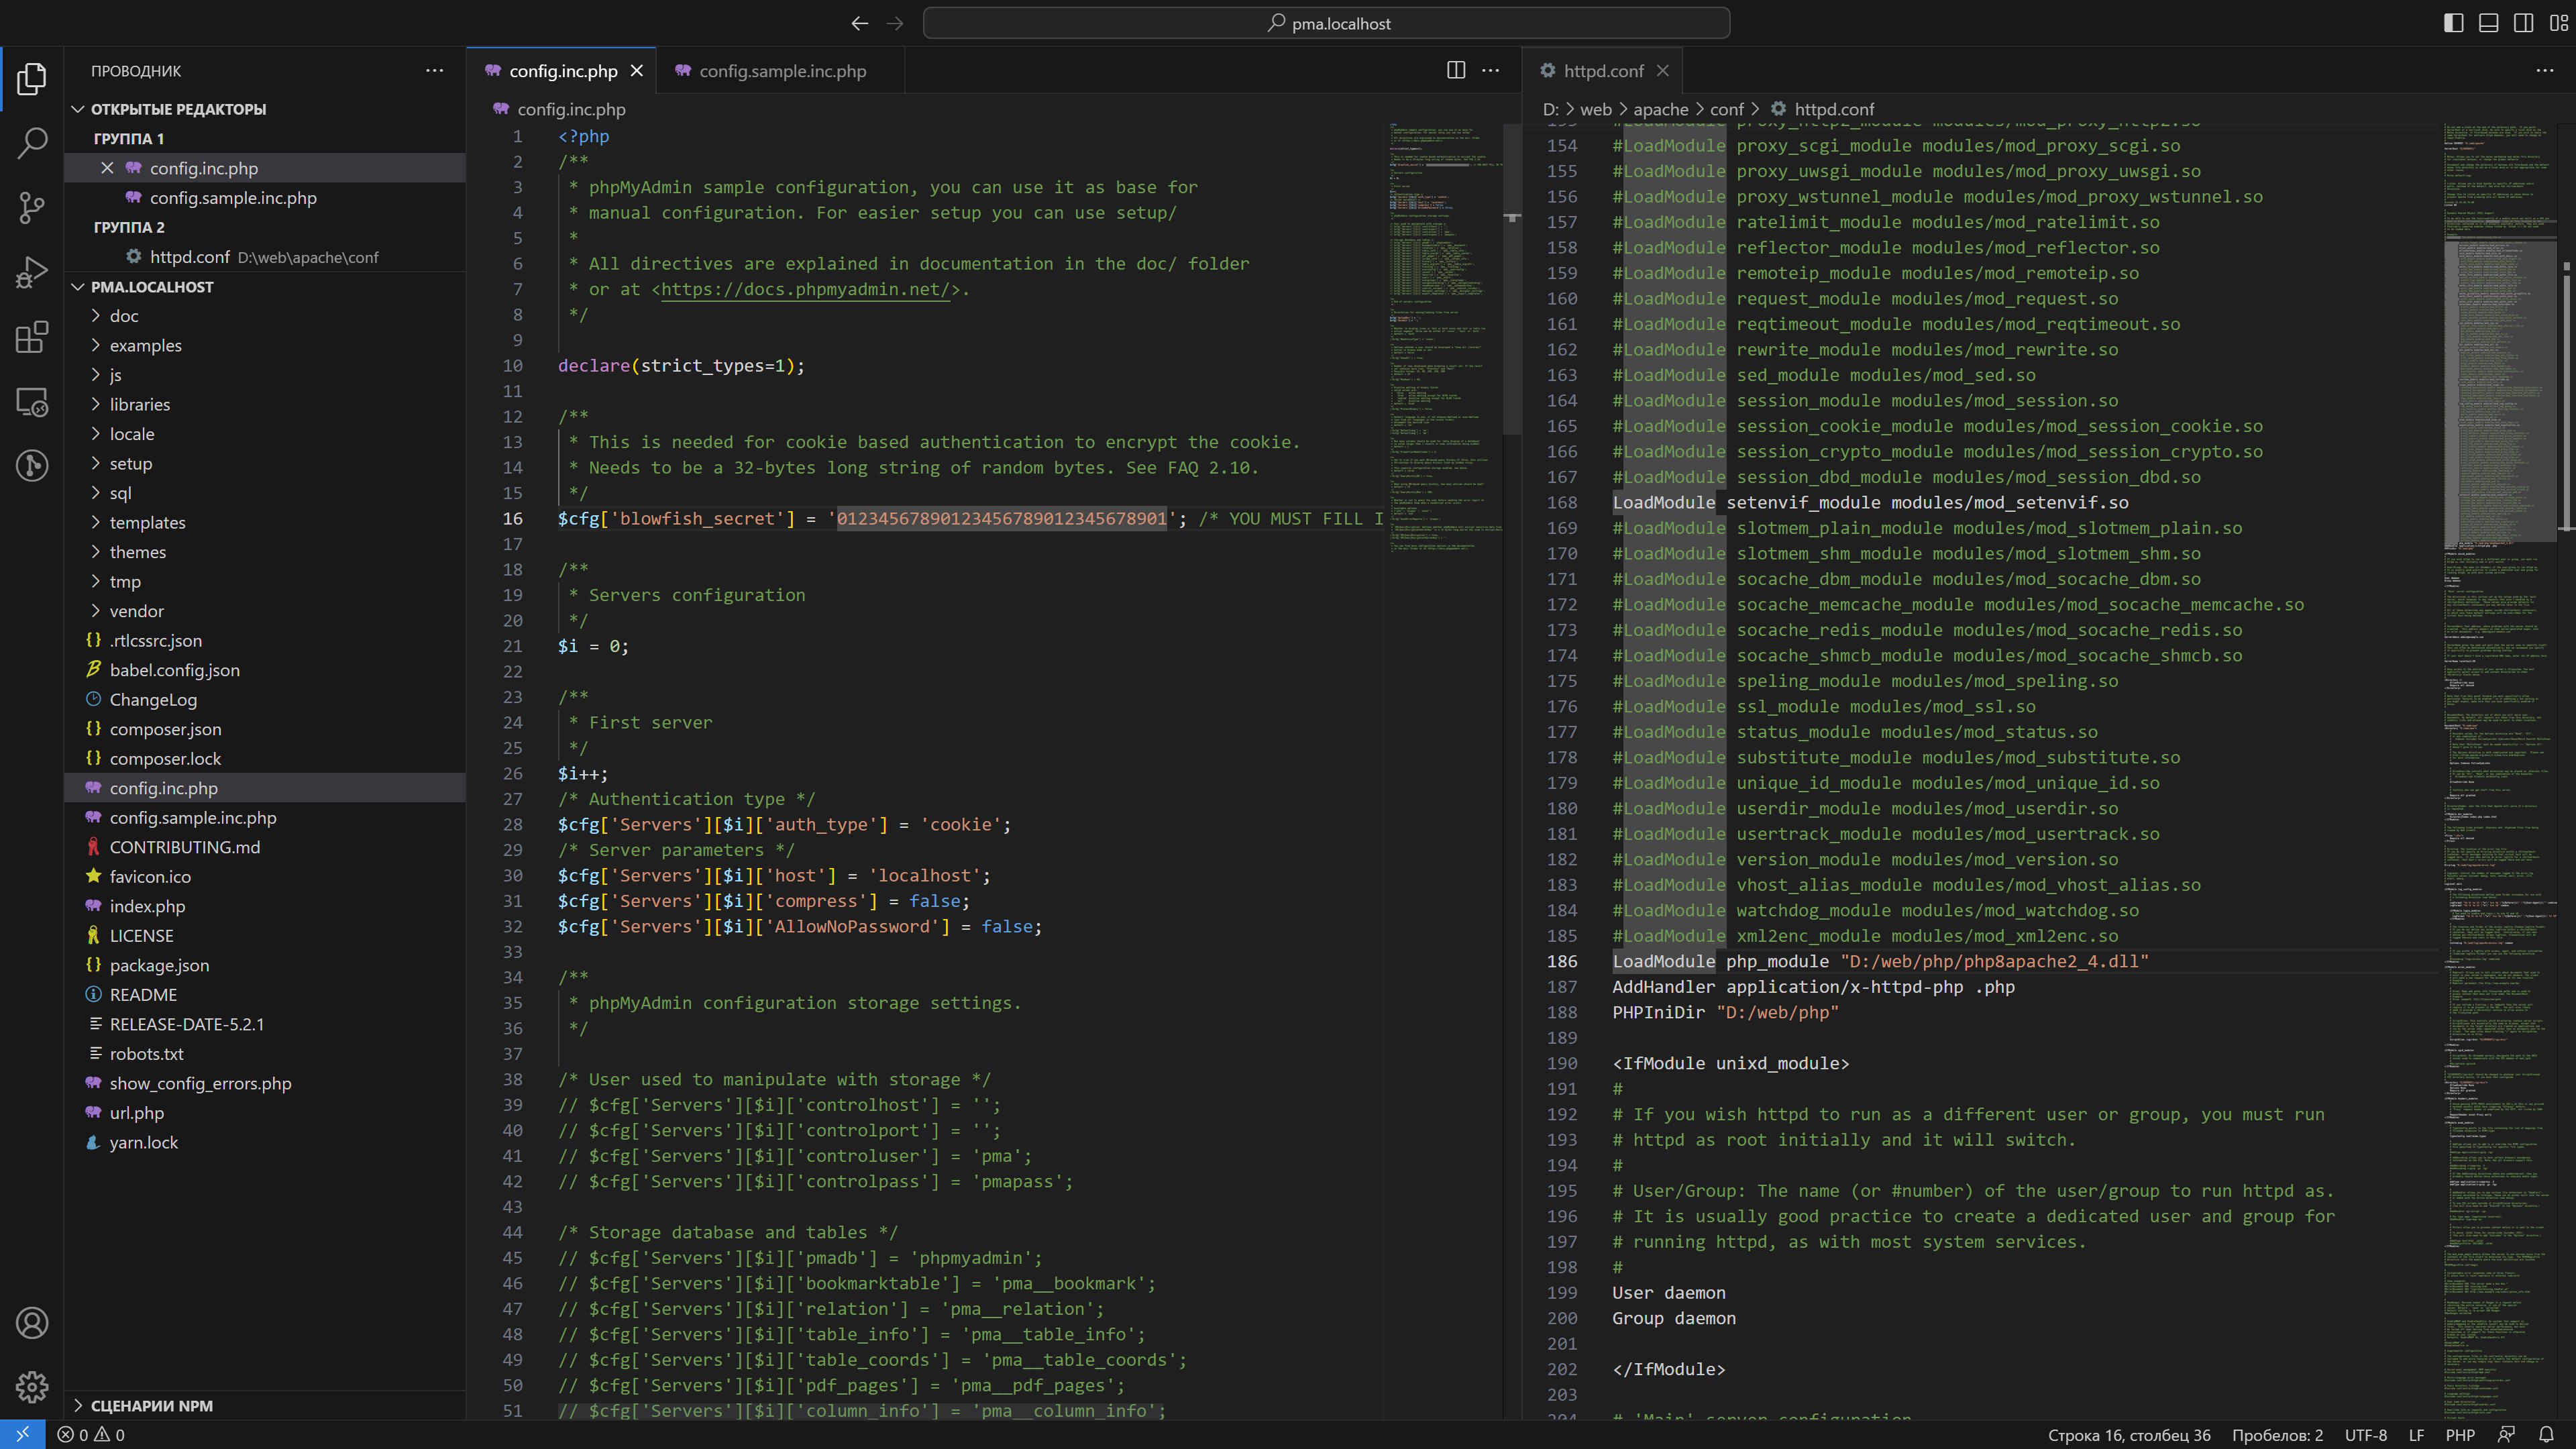 pma.localhost
ПРОВОДНИК
ОТКРЫТЫЕ РЕДАКТОРЫ
ГРУППА 1
config.inc.php
config.sample.inc.php
ГРУППА 2
httpd.conf D:\web\apache\conf
PMA.LOCALHOST
doc
examples
js
libraries
locale
setup
sql
templates
themes
tmp
vendor
.rtlcssrc.json
babel.config.json
ChangeLog
composer.json
composer.lock
config.inc.php
config.sample.inc.php
CONTRIBUTING.md
favicon.ico
index.php
LICENSE
package.json
README
RELEASE-DATE-5.2.1
robots.txt
show_config_errors.php
url.php
yarn.lock
СЦЕНАРИИ NPM
config.inc.php config.sample.inc.php
config.inc.php
1 <?php
2 /**
3 * phpMyAdmin sample configuration, you can use it as base for
4 * manual configuration. For easier setup you can use setup/
5 *
6 * All directives are explained in documentation in the doc/ folder
7 * or at <https://docs.phpmyadmin.net/>.
8 */
9
10 declare(strict_types=1);
11
12 /**
13 * This is needed for cookie based authentication to encrypt the cookie.
14 * Needs to be a 32-bytes long string of random bytes. See FAQ 2.10.
15 */
16 $cfg['blowfish_secret'] = '01234567890123456789012345678901'; /* YOU MUST FILL I
17
18 /**
19 * Servers configuration
20 */
21 $i = 0;
22
23 /**
24 * First server
25 */
26 $i++;
27 /* Authentication type */
28 $cfg['Servers'][$i]['auth_type'] = 'cookie';
29 /* Server parameters */
30 $cfg['Servers'][$i]['host'] = 'localhost';
31 $cfg['Servers'][$i]['compress'] = false;
32 $cfg['Servers'][$i]['AllowNoPassword'] = false;
33
34 /**
35 * phpMyAdmin configuration storage settings.
36 */
37
38 /* User used to manipulate with storage */
39 // $cfg['Servers'][$i]['controlhost'] = '';
40 // $cfg['Servers'][$i]['controlport'] = '';
41 // $cfg['Servers'][$i]['controluser'] = 'pma';
42 // $cfg['Servers'][$i]['controlpass'] = 'pmapass';
43
44 /* Storage database and tables */
45 // $cfg['Servers'][$i]['pmadb'] = 'phpmyadmin';
46 // $cfg['Servers'][$i]['bookmarktable'] = 'pma__bookmark';
47 // $cfg['Servers'][$i]['relation'] = 'pma__relation';
48 // $cfg['Servers'][$i]['table_info'] = 'pma__table_info';
49 // $cfg['Servers'][$i]['table_coords'] = 'pma__table_coords';
50 // $cfg['Servers'][$i]['pdf_pages'] = 'pma__pdf_pages';
51 // $cfg['Servers'][$i]['column_info'] = 'pma__column_info';
httpd.conf
D: > web > apache > conf > httpd.conf
153 #LoadModule proxy_http2_module modules/mod_proxy_http2.so
154 #LoadModule proxy_scgi_module modules/mod_proxy_scgi.so
155 #LoadModule proxy_uwsgi_module modules/mod_proxy_uwsgi.so
156 #LoadModule proxy_wstunnel_module modules/mod_proxy_wstunnel.so
157 #LoadModule ratelimit_module modules/mod_ratelimit.so
158 #LoadModule reflector_module modules/mod_reflector.so
159 #LoadModule remoteip_module modules/mod_remoteip.so
160 #LoadModule request_module modules/mod_request.so
161 #LoadModule reqtimeout_module modules/mod_reqtimeout.so
162 #LoadModule rewrite_module modules/mod_rewrite.so
163 #LoadModule sed_module modules/mod_sed.so
164 #LoadModule session_module modules/mod_session.so
165 #LoadModule session_cookie_module modules/mod_session_cookie.so
166 #LoadModule session_crypto_module modules/mod_session_crypto.so
167 #LoadModule session_dbd_module modules/mod_session_dbd.so
168 LoadModule setenvif_module modules/mod_setenvif.so
169 #LoadModule slotmem_plain_module modules/mod_slotmem_plain.so
170 #LoadModule slotmem_shm_module modules/mod_slotmem_shm.so
171 #LoadModule socache_dbm_module modules/mod_socache_dbm.so
172 #LoadModule socache_memcache_module modules/mod_socache_memcache.so
173 #LoadModule socache_redis_module modules/mod_socache_redis.so
174 #LoadModule socache_shmcb_module modules/mod_socache_shmcb.so
175 #LoadModule speling_module modules/mod_speling.so
176 #LoadModule ssl_module modules/mod_ssl.so
177 #LoadModule status_module modules/mod_status.so
178 #LoadModule substitute_module modules/mod_substitute.so
179 #LoadModule unique_id_module modules/mod_unique_id.so
180 #LoadModule userdir_module modules/mod_userdir.so
181 #LoadModule usertrack_module modules/mod_usertrack.so
182 #LoadModule version_module modules/mod_version.so
183 #LoadModule vhost_alias_module modules/mod_vhost_alias.so
184 #LoadModule watchdog_module modules/mod_watchdog.so
185 #LoadModule xml2enc_module modules/mod_xml2enc.so
186 LoadModule php_module "D:/web/php/php8apache2_4.dll"
187 AddHandler application/x-httpd-php .php
188 PHPIniDir "D:/web/php"
189
190 <IfModule unixd_module>
191 #
192 # If you wish httpd to run as a different user or group, you must run
193 # httpd as root initially and it will switch.
194 #
195 # User/Group: The name (or #number) of the user/group to run httpd as.
196 # It is usually good practice to create a dedicated user and group for
197 # running httpd, as with most system services.
198 #
199 User daemon
200 Group daemon
201
202 </IfModule>
203
204 # 'Main' server configuration
0 0
Строка 16, столбец 36 Пробелов: 2 UTF-8 LF PHP